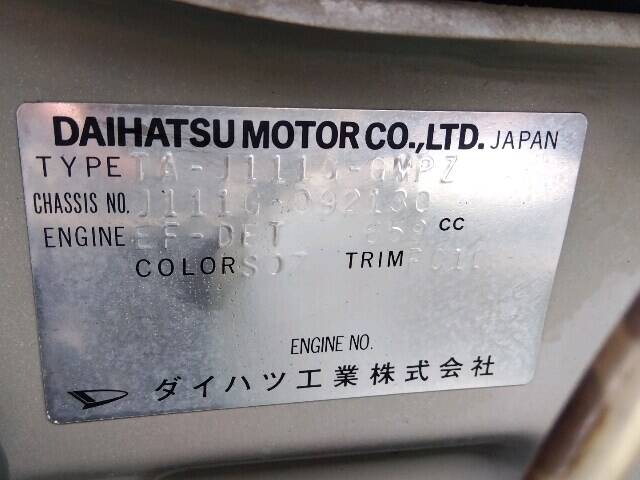 DAIHATSU MOTOR CO.,LTD. JAPAN
TYPE TA-J111G-GMPZ
CHASSIS NO. J111G-092130
ENGINE EF-DET 659 CC
COLOR S07 TRIM
ENGINE NO.
ダイハツ工業株式会社